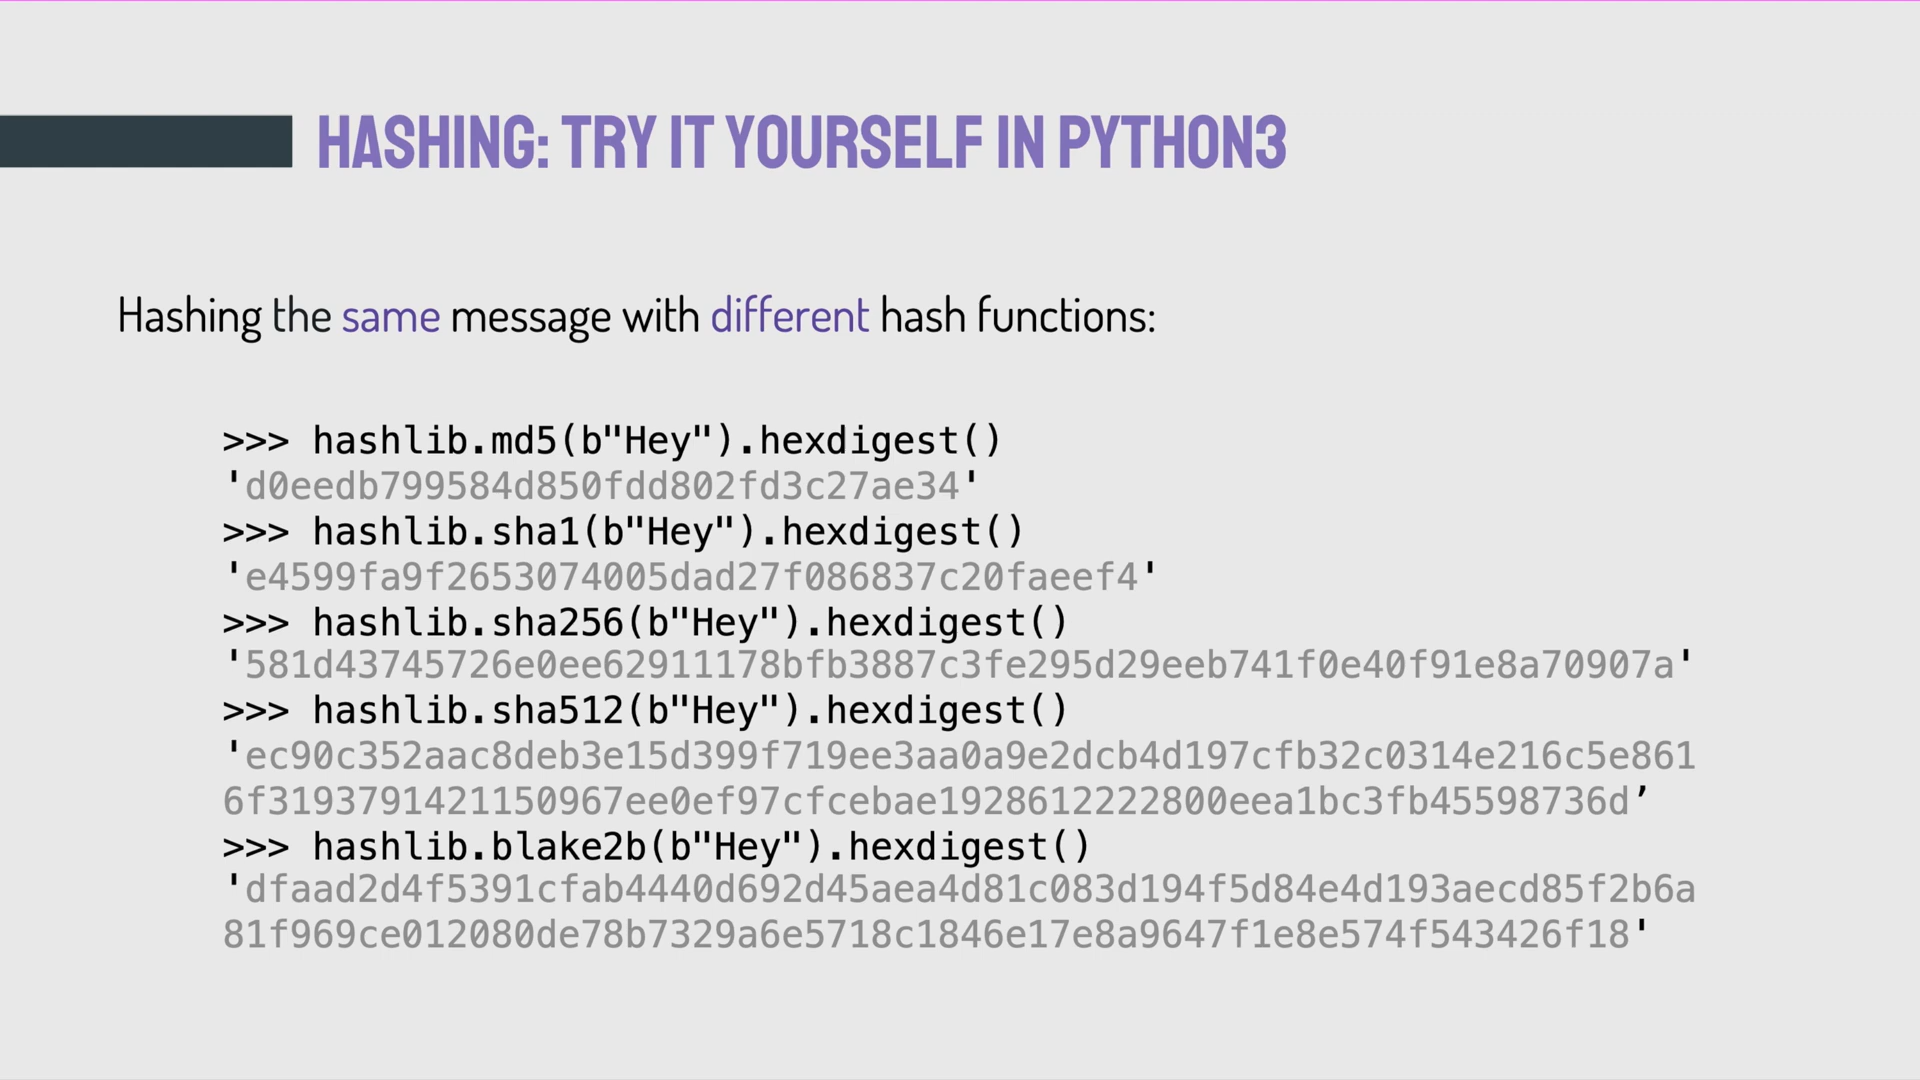 HASHING: TRY IT YOURSELF IN PYTHON3
Hashing the same message with different hash functions:
>>> hashlib.md5(b"Hey").hexdigest()
'd0eedb799584d850fdd802fd3c27ae34'
>>> hashlib.sha1(b"Hey").hexdigest()
'e4599fa9f2653074005dad27f086837c20faeef4'
>>> hashlib.sha256(b"Hey").hexdigest()
'581d43745726e0ee62911178bfb3887c3fe295d29eeb741f0e40f91e8a70907a'
>>> hashlib.sha512(b"Hey").hexdigest()
'ec90c352aac8deb3e15d399f719ee3aa0a9e2dcb4d197cfb32c0314e216c5e861
6f3193791421150967ee0ef97cfcebae1928612222800eea1bc3fb45598736d’
>>> hashlib.blake2b(b"Hey").hexdigest()
'dfaad2d4f5391cfab4440d692d45aea4d81c083d194f5d84e4d193aecd85f2b6a
81f969ce012080de78b7329a6e5718c1846e17e8a9647f1e8e574f543426f18'